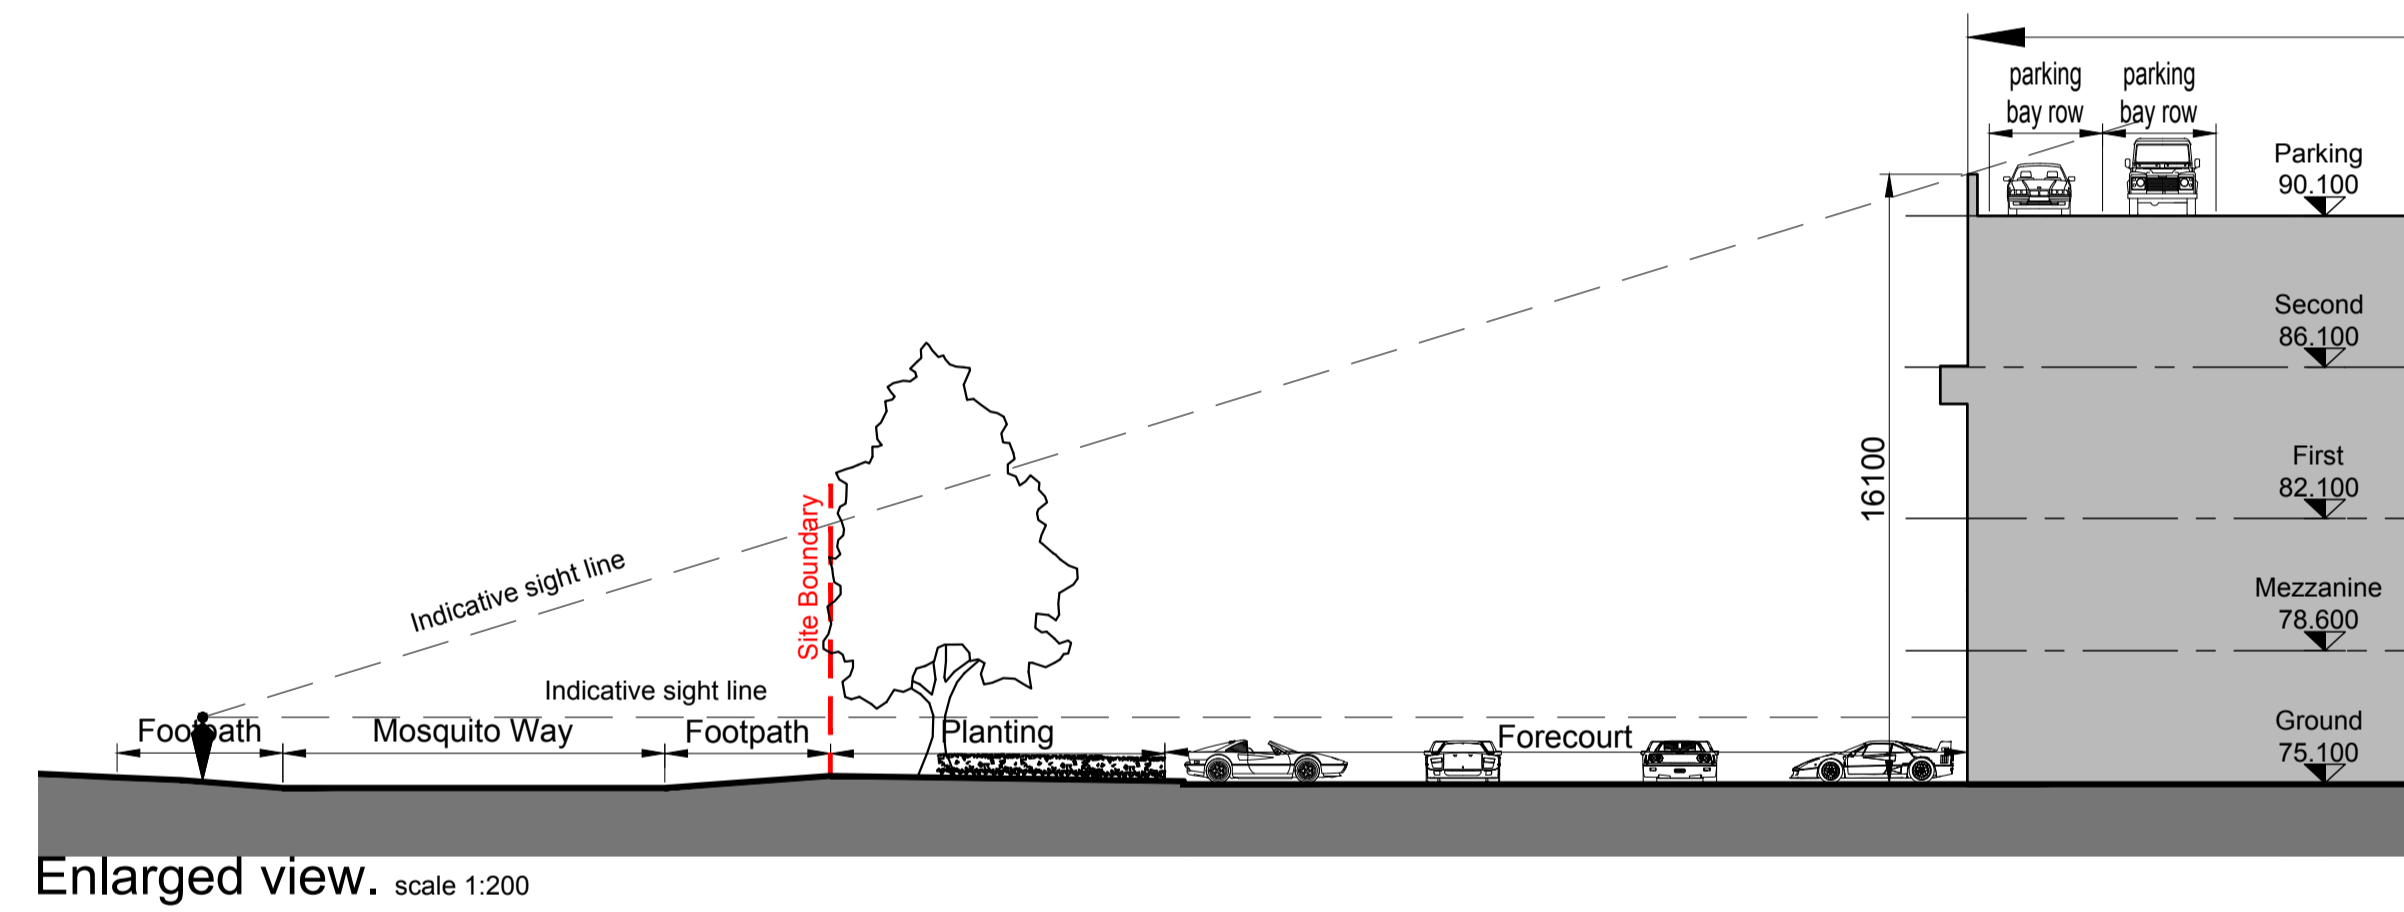 parking
bay row
parking
bay row
Parking
90.100
Second
86.100
First
82.100
16100
Site Boundary
Indicative sight line
Mezzanine
78.600
Indicative sight line
Footpath
Mosquito Way
Footpath
Planting
Forecourt
Ground
75.100
Enlarged view. scale 1:200